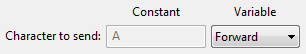 Constant Variable
Character to send: A Forward